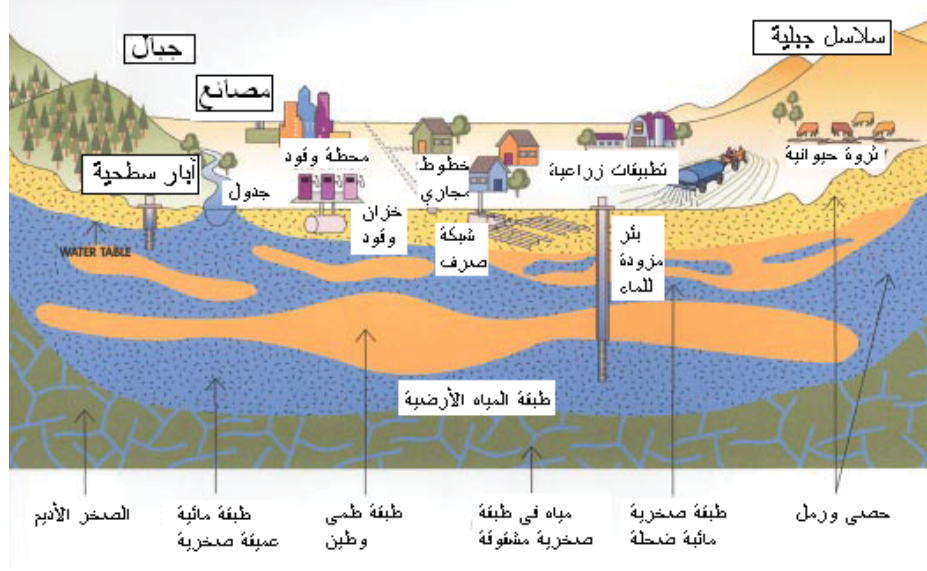 سلاسل جبلية
جبال
مصانع
ثروة حيوانية
تطبيقات زراعية
خطوط
مجاري
محطة وقود
آبار سطحية
جدول
خزان
وقود
شبكة
صرف
بئر
مزودة
للماء
WATER TABLE
طبقة المياه الأرضية
حصى ورمل
طبقة صخرية
مائية ضحلة
مياه في طبقة
صخرية مشقوقة
طبقة طمى
وطين
طبقة مائية
عميقة صخرية
الصخر الأديم